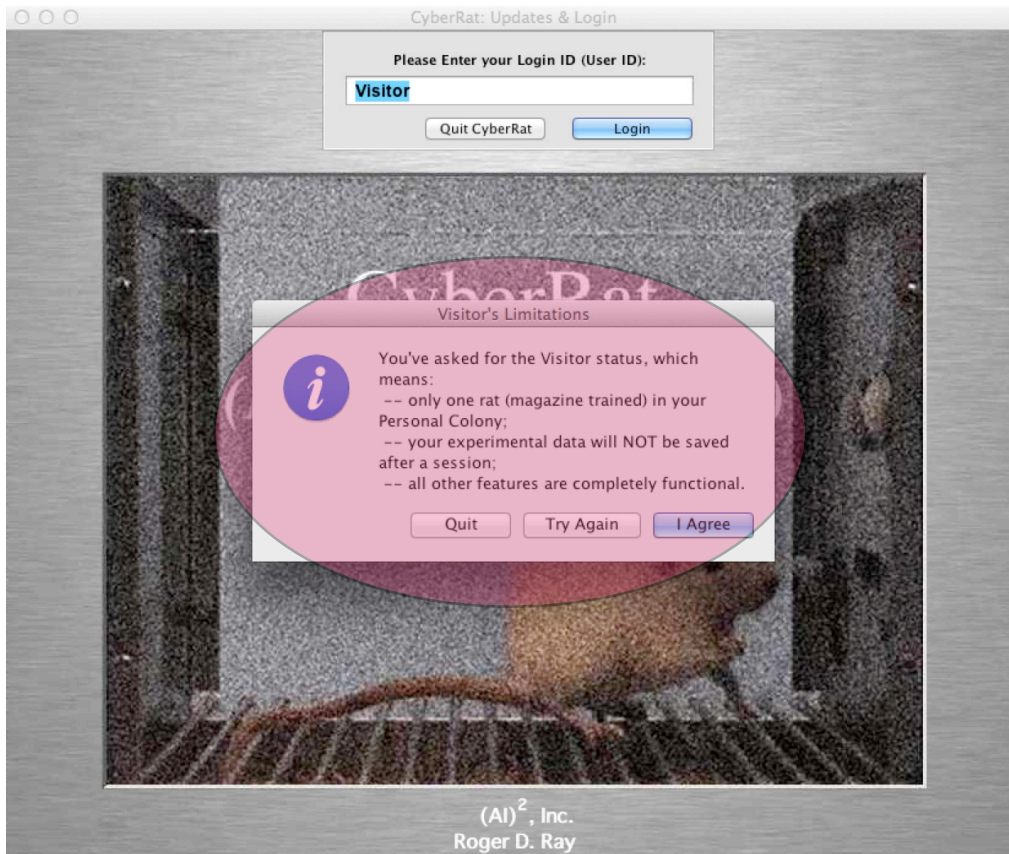 CyberRat: Updates & Login
Please Enter your Login ID (User ID):
Visitor
Quit CyberRat
Login
CyberRat
Visitor's Limitations
You've asked for the Visitor status, which
means:
-- only one rat (magazine trained) in your
Personal Colony;
-- your experimental data will NOT be saved
after a session;
-- all other features are completely functional.
Quit
Try Again
I Agree
(AI)², Inc.
Roger D. Ray